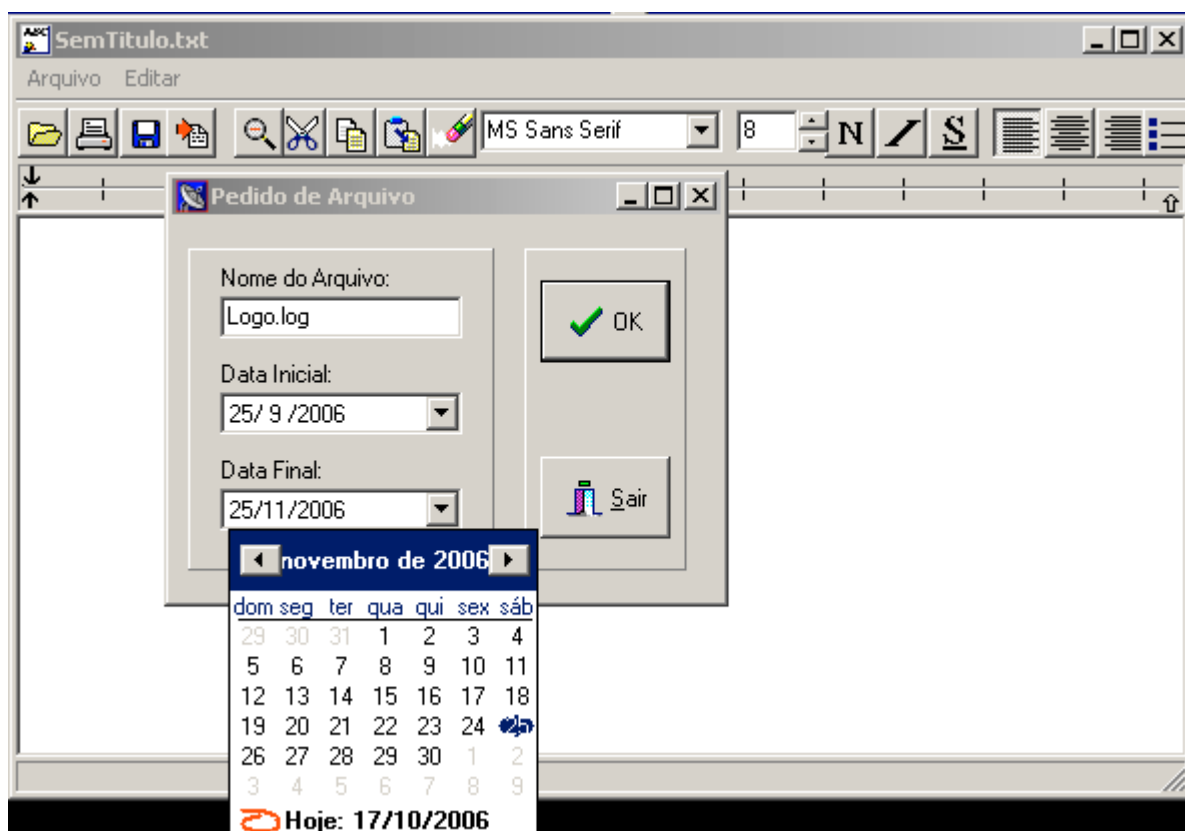 SemTitulo.txt
Arquivo Editar
MS Sans Serif 8 N S
Pedido de Arquivo
Nome do Arquivo:
Logo.log
OK
Data Inicial:
25/ 9 /2006
Data Final:
25/11/2006
Sair
novembro de 2006
dom seg ter qua qui sex sáb
29 30 31 1 2 3 4
5 6 7 8 9 10 11
12 13 14 15 16 17 18
19 20 21 22 23 24 25
26 27 28 29 30 1 2
3 4 5 6 7 8 9
Hoje: 17/10/2006